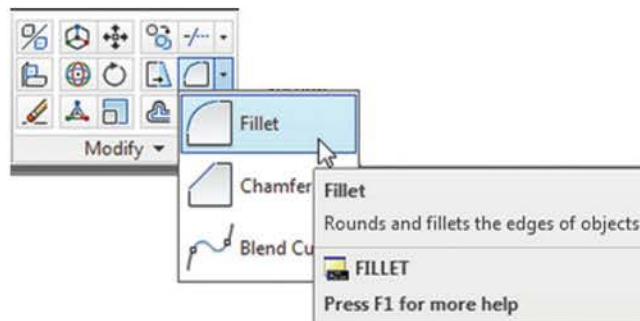 Fillet
Chamfer
Blend Cu
Modify
Fillet
Rounds and fillets the edges of objects
FILLET
Press F1 for more help